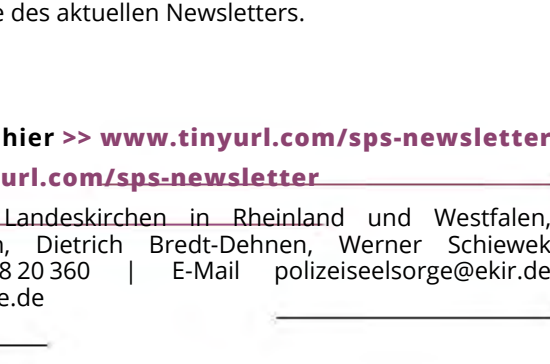 e des aktuellen Newsletters.
hier >> www.tinyurl.com/sps-newsletter
url.com/sps-newsletter
Landeskirchen in Rheinland und Westfalen,
n, Dietrich Bredt-Dehnen, Werner Schiewek
8 20 360 | E-Mail polizeiseelsorge@ekir.de
e.de